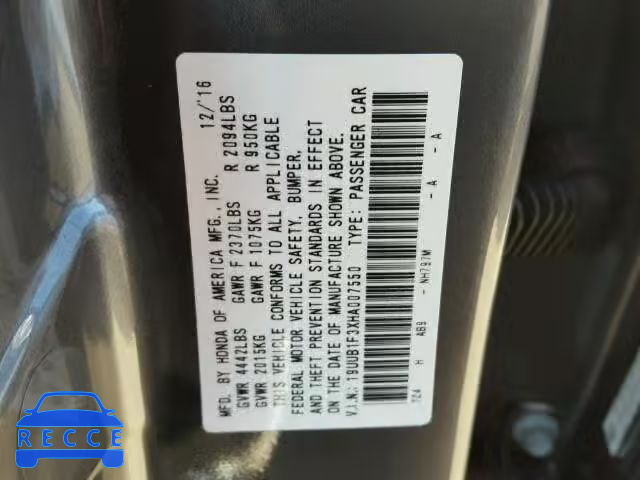 MFD. BY HONDA OF AMERICA MFG., INC. 12/'16
GVWR 4442LBS GAWR F 2370LBS R 2094LBS
GVWR 2015KG GAWR F 1075KG R 950KG
THIS VEHICLE CONFORMS TO ALL APPLICABLE
FEDERAL MOTOR VEHICLE SAFETY, BUMPER,
AND THEFT PREVENTION STANDARDS IN EFFECT
ON THE DATE OF MANUFACTURE SHOWN ABOVE.
V.I.N.: 19UUB1F3XHA007550 TYPE: PASSENGER CAR
TZ4 H AB9 - NH797M - A - A
RECCE